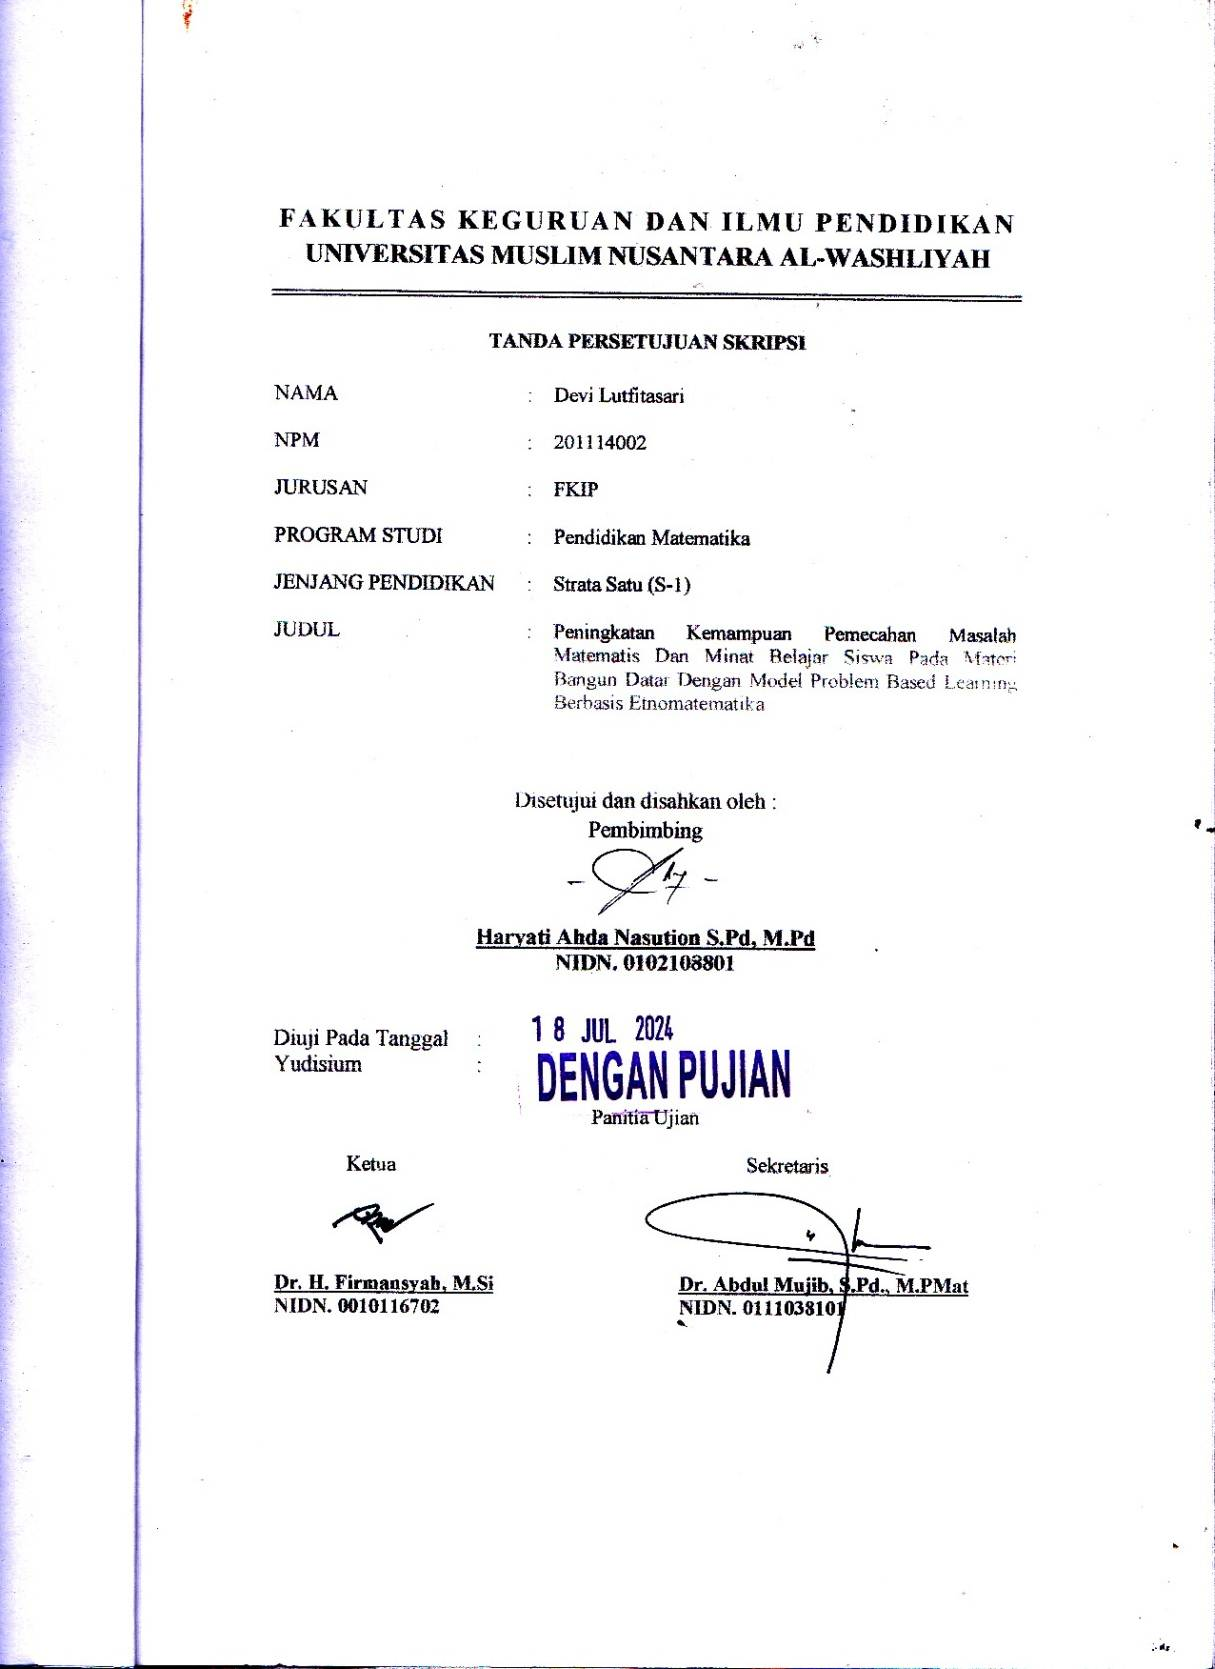 FAKULTAS KEGURUAN DAN ILMU PENDIDIKAN
UNIVERSITAS MUSLIM NUSANTARA AL-WASHLIYAH
TANDA PERSETUJUAN SKRIPSI
NAMA : Devi Lutfitasari
NPM : 201114002
JURUSAN : FKIP
PROGRAM STUDI : Pendidikan Matematika
JENJANG PENDIDIKAN : Strata Satu (S-1)
JUDUL : Peningkatan Kemampuan Pemecahan Masalah
Matematis Dan Minat Belajar Siswa Pada Materi
Bangun Datar Dengan Model Problem Based Learning
Berbasis Etnomatematika
Disetujui dan disahkan oleh :
Pembimbing
Haryati Ahda Nasution S.Pd, M.Pd
NIDN. 0102108801
Diuji Pada Tanggal : 18 JUL 2024
Yudisium : DENGAN PUJIAN
Panitia Ujian
Ketua Sekretaris
Dr. H. Firmansyah, M.Si Dr. Abdul Mujib, S.Pd., M.PMat
NIDN. 0010116702 NIDN. 0111038101